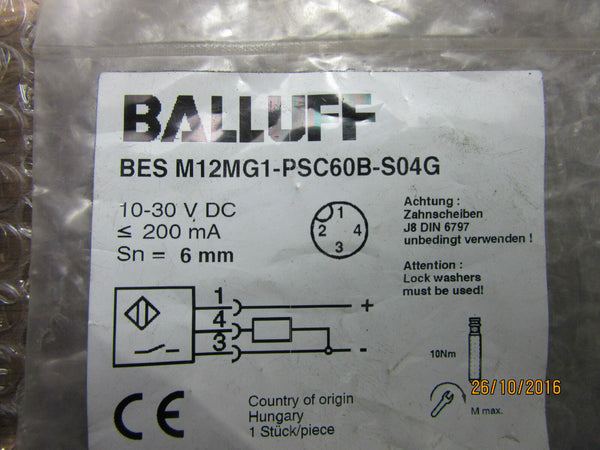 BALLUFF
BES M12MG1-PSC60B-S04G
10-30 V DC
≤ 200 mA
Sn = 6 mm
1
2 4
3
Achtung :
Zahnscheiben
J8 DIN 6797
unbedingt verwenden !
Attention :
Lock washers
must be used!
1 +
4
3 -
10Nm
M max.
CE
Country of origin
Hungary
1 Stück/piece
26/10/2016